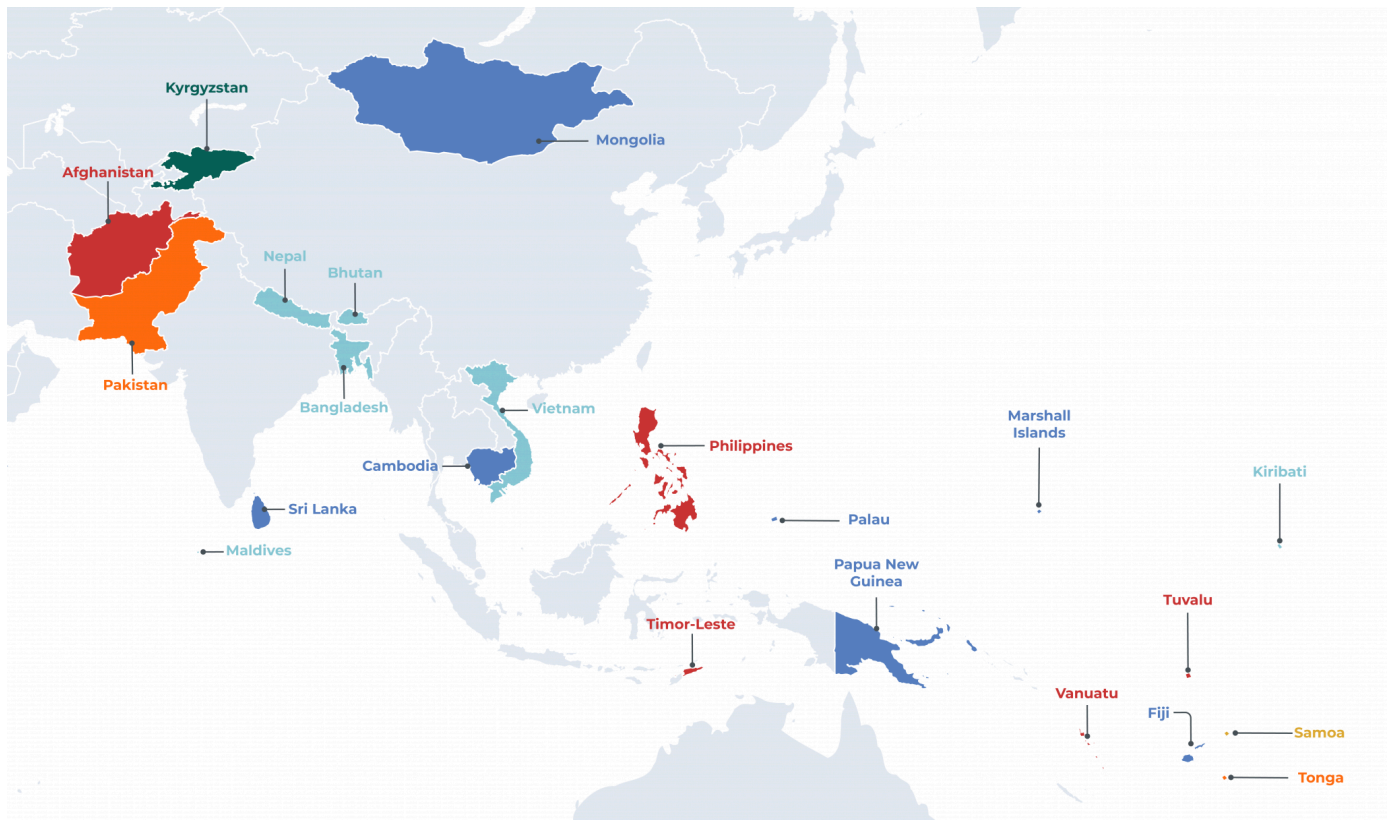 Kyrgyzstan
Mongolia
Afghanistan
Nepal
Bhutan
Pakistan
Bangladesh
Vietnam
Marshall
Islands
Philippines
Cambodia
Kiribati
Sri Lanka
Palau
Maldives
Papua New
Guinea
Tuvalu
Timor-Leste
Vanuatu
Fiji
Samoa
Tonga